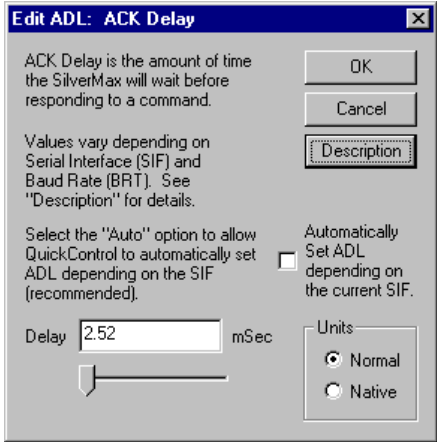 Edit ADL: ACK Delay
ACK Delay is the amount of time
the SilverMax will wait before
responding to a command.
OK
Cancel
Values vary depending on
Serial Interface (SIF) and
Baud Rate (BRT). See
"Description" for details.
Description
Select the "Auto" option to allow
QuickControl to automatically set
ADL depending on the SIF
(recommended).
Automatically
Set ADL
depending on
the current SIF.
Delay 2.52 mSec
Units
Normal
Native